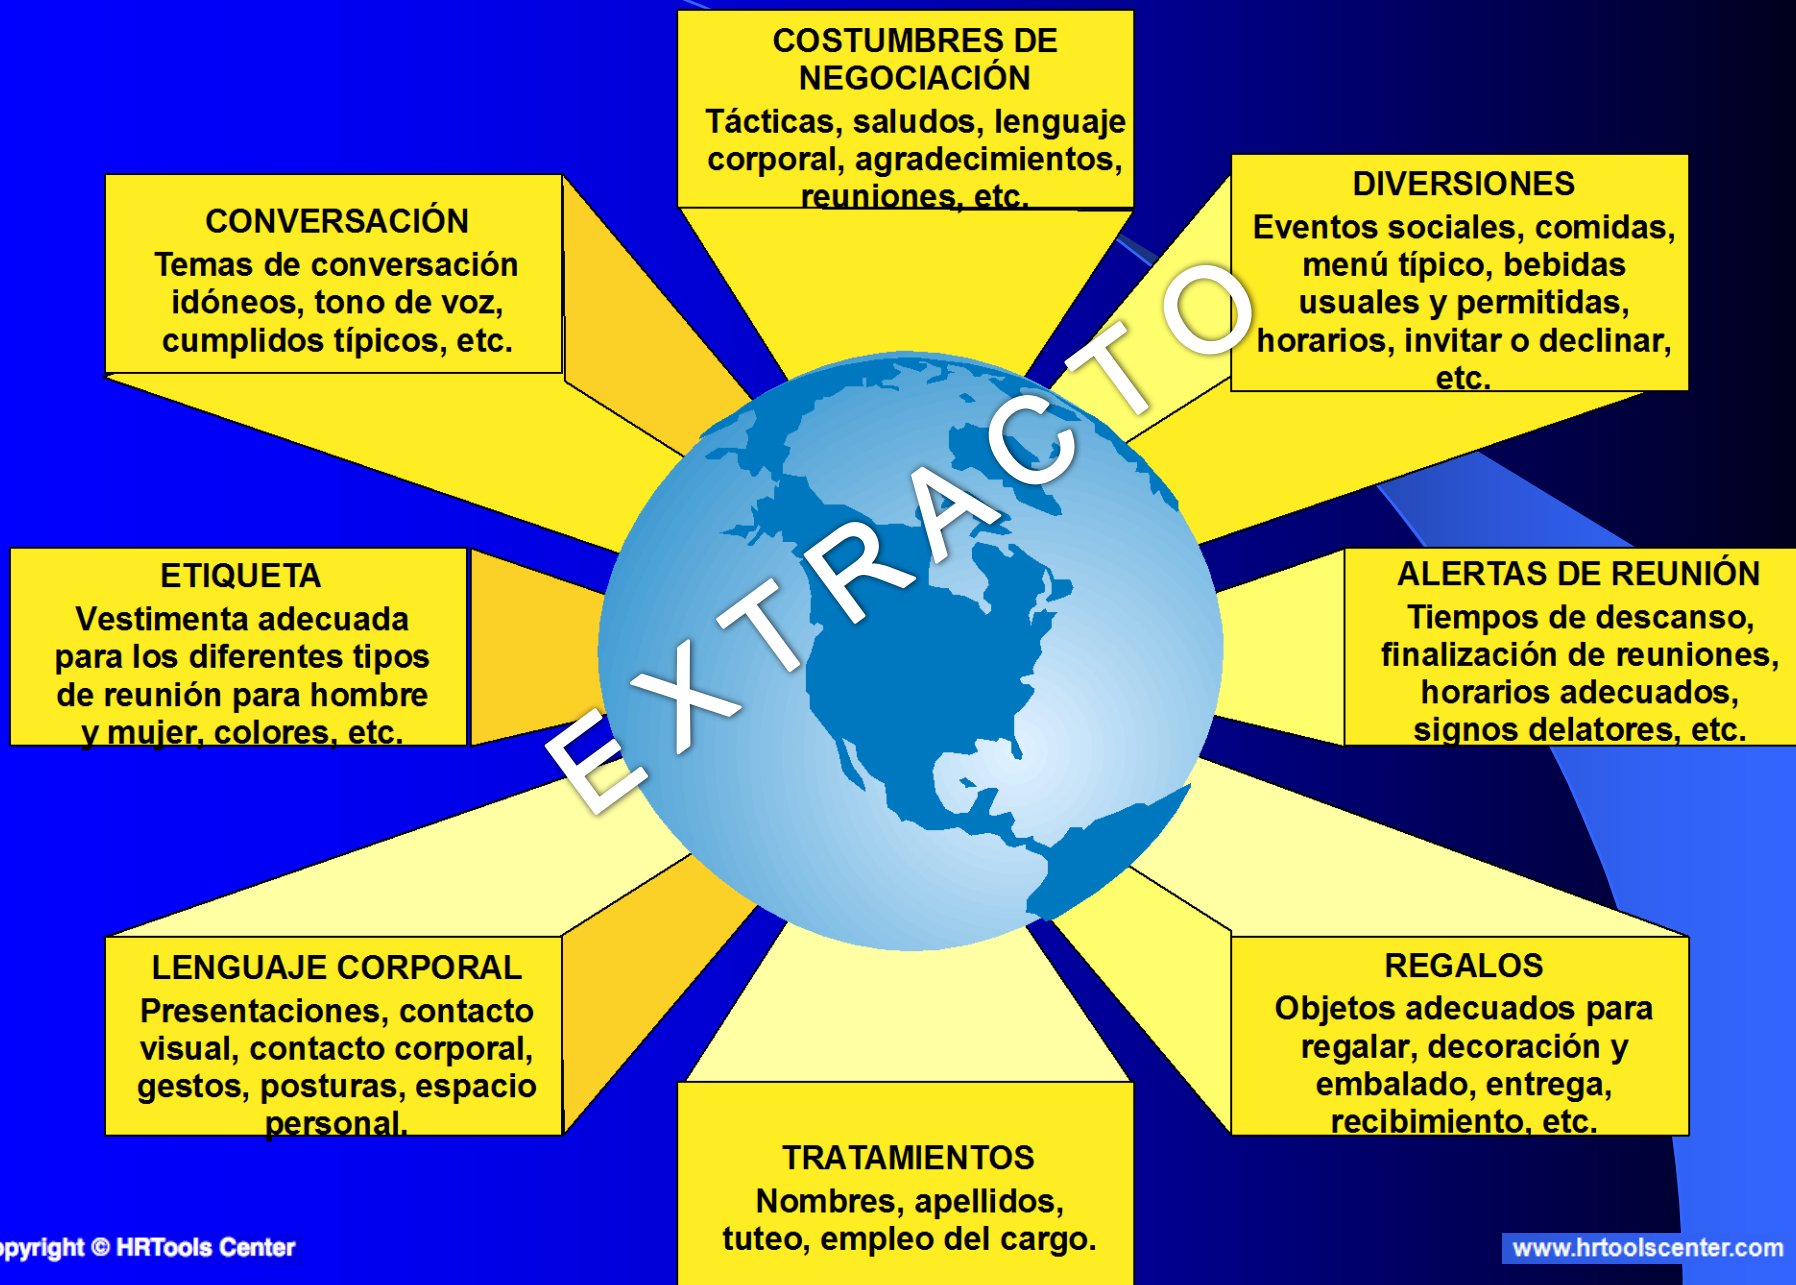 COSTUMBRES DE
NEGOCIACIÓN
Tácticas, saludos, lenguaje
corporal, agradecimientos,
reuniones, etc.
CONVERSACIÓN
Temas de conversación
idóneos, tono de voz,
cumplidos típicos, etc.
DIVERSIONES
Eventos sociales, comidas,
menú típico, bebidas
usuales y permitidas,
horarios, invitar o declinar,
etc.
EXTRACTO
ETIQUETA
Vestimenta adecuada
para los diferentes tipos
de reunión para hombre
y mujer, colores, etc.
ALERTAS DE REUNIÓN
Tiempos de descanso,
finalización de reuniones,
horarios adecuados,
signos delatores, etc.
LENGUAJE CORPORAL
Presentaciones, contacto
visual, contacto corporal,
gestos, posturas, espacio
personal.
REGALOS
Objetos adecuados para
regalar, decoración y
embalado, entrega,
recibimiento, etc.
TRATAMIENTOS
Nombres, apellidos,
tuteo, empleo del cargo.
opyright © HRTools Center
www.hrtoolscenter.com